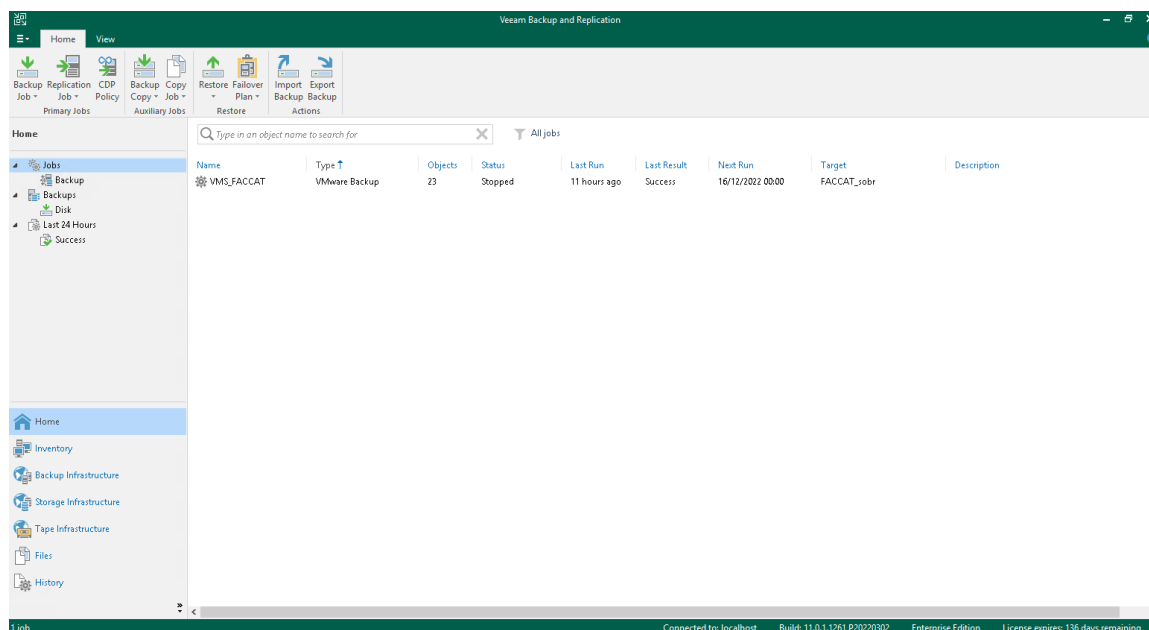 Veeam Backup and Replication
Home View
Backup Job Replication Job CDP Policy Backup Copy Copy Job Restore Failover Plan Import Backup Export Backup
Primary Jobs Auxiliary Jobs Restore Actions
Home
Type in an object name to search for All jobs
Jobs
Backup
Backups
Disk
Last 24 Hours
Success
Name Type Objects Status Last Run Last Result Next Run Target Description
VMS_FACCAT VMware Backup 23 Stopped 11 hours ago Success 16/12/2022 00:00 FACCAT_sobr
Home
Inventory
Backup Infrastructure
Storage Infrastructure
Tape Infrastructure
Files
History
1 job Connected to: localhost Build: 11.0.1.1261 P20220302 Enterprise Edition License expires: 136 days remaining